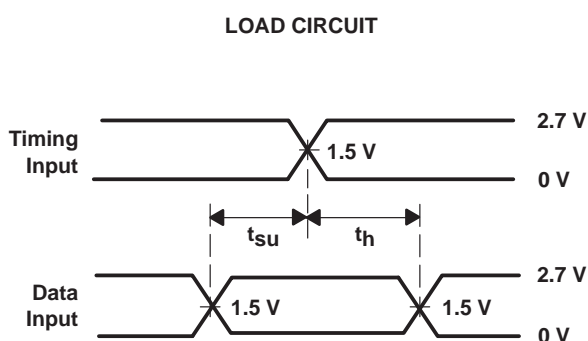 LOAD CIRCUIT
2.7 V
Timing
Input
1.5 V
0 V
tsu
th
2.7 V
Data
Input
1.5 V
1.5 V
0 V